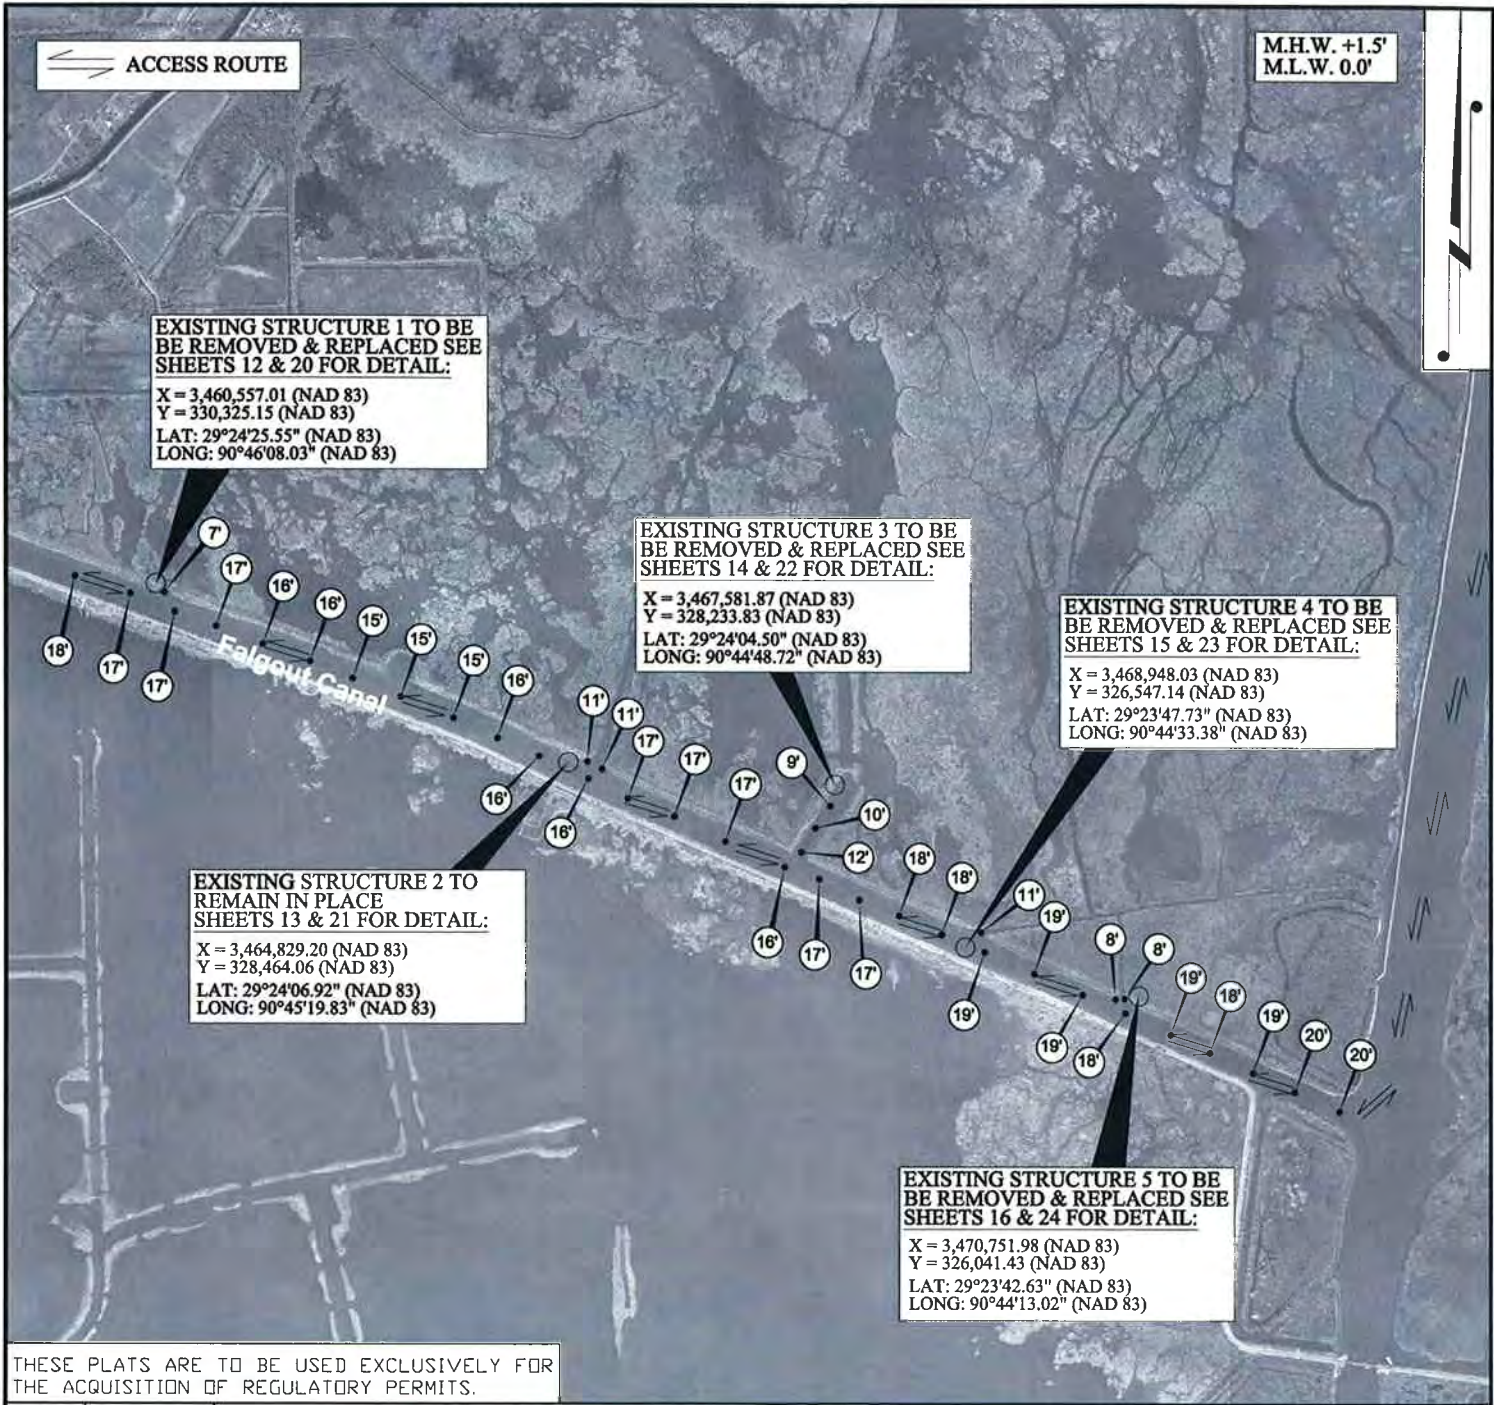 ACCESS ROUTE
M.H.W. +1.5'
M.L.W. 0.0'
EXISTING STRUCTURE 1 TO BE
BE REMOVED & REPLACED SEE
SHEETS 12 & 20 FOR DETAIL:
X = 3,460,557.01 (NAD 83)
Y = 330,325.15 (NAD 83)
LAT: 29°24'25.55" (NAD 83)
LONG: 90°46'08.03" (NAD 83)
EXISTING STRUCTURE 3 TO BE
BE REMOVED & REPLACED SEE
SHEETS 14 & 22 FOR DETAIL:
X = 3,467,581.87 (NAD 83)
Y = 328,233.83 (NAD 83)
LAT: 29°24'04.50" (NAD 83)
LONG: 90°44'48.72" (NAD 83)
EXISTING STRUCTURE 4 TO BE
BE REMOVED & REPLACED SEE
SHEETS 15 & 23 FOR DETAIL:
X = 3,468,948.03 (NAD 83)
Y = 326,547.14 (NAD 83)
LAT: 29°23'47.73" (NAD 83)
LONG: 90°44'33.38" (NAD 83)
7'
17'
16'
16'
15'
15'
15'
16'
11'
11'
17'
17'
17'
9'
10'
12'
18'
18'
11'
19'
8'
8'
19'
18'
19'
20'
20'
18'
17'
17'
Falgout Canal
16'
16'
16'
17'
17'
19'
19'
18'
EXISTING STRUCTURE 2 TO
REMAIN IN PLACE
SHEETS 13 & 21 FOR DETAIL:
X = 3,464,829.20 (NAD 83)
Y = 328,464.06 (NAD 83)
LAT: 29°24'06.92" (NAD 83)
LONG: 90°45'19.83" (NAD 83)
EXISTING STRUCTURE 5 TO BE
BE REMOVED & REPLACED SEE
SHEETS 16 & 24 FOR DETAIL:
X = 3,470,751.98 (NAD 83)
Y = 326,041.43 (NAD 83)
LAT: 29°23'42.63" (NAD 83)
LONG: 90°44'13.02" (NAD 83)
THESE PLATS ARE TO BE USED EXCLUSIVELY FOR
THE ACQUISITION OF REGULATORY PERMITS.